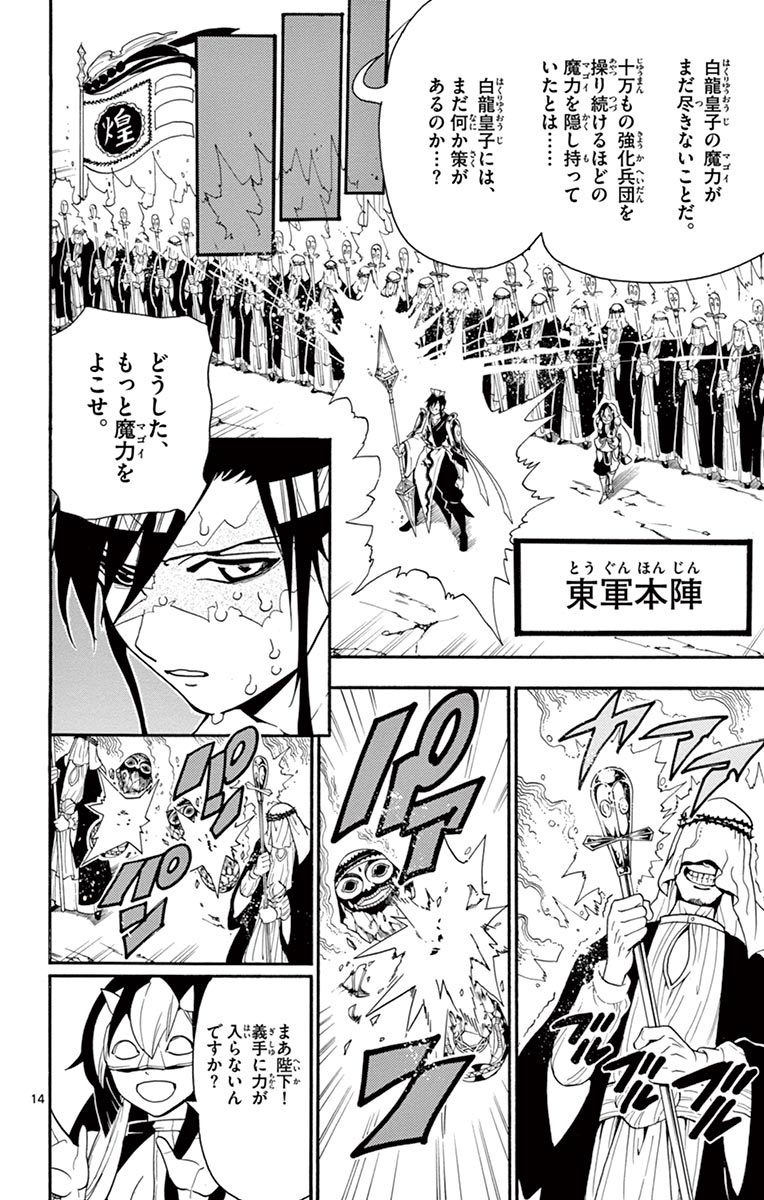 白龍皇子の魔力が
まだ尽きないことだ。
十万もの強化兵団を
操り続けるほどの
魔力を隠し持って
いたとは……
白龍皇子には、
まだ何か策が
あるのか…？
煌
東軍本陣
どうした、
もっと魔力を
よこせ。
カァァァ
ブルブル
パァァン
パン
パン
まあ陛下！
義手に力が
入らないん
ですか？
14